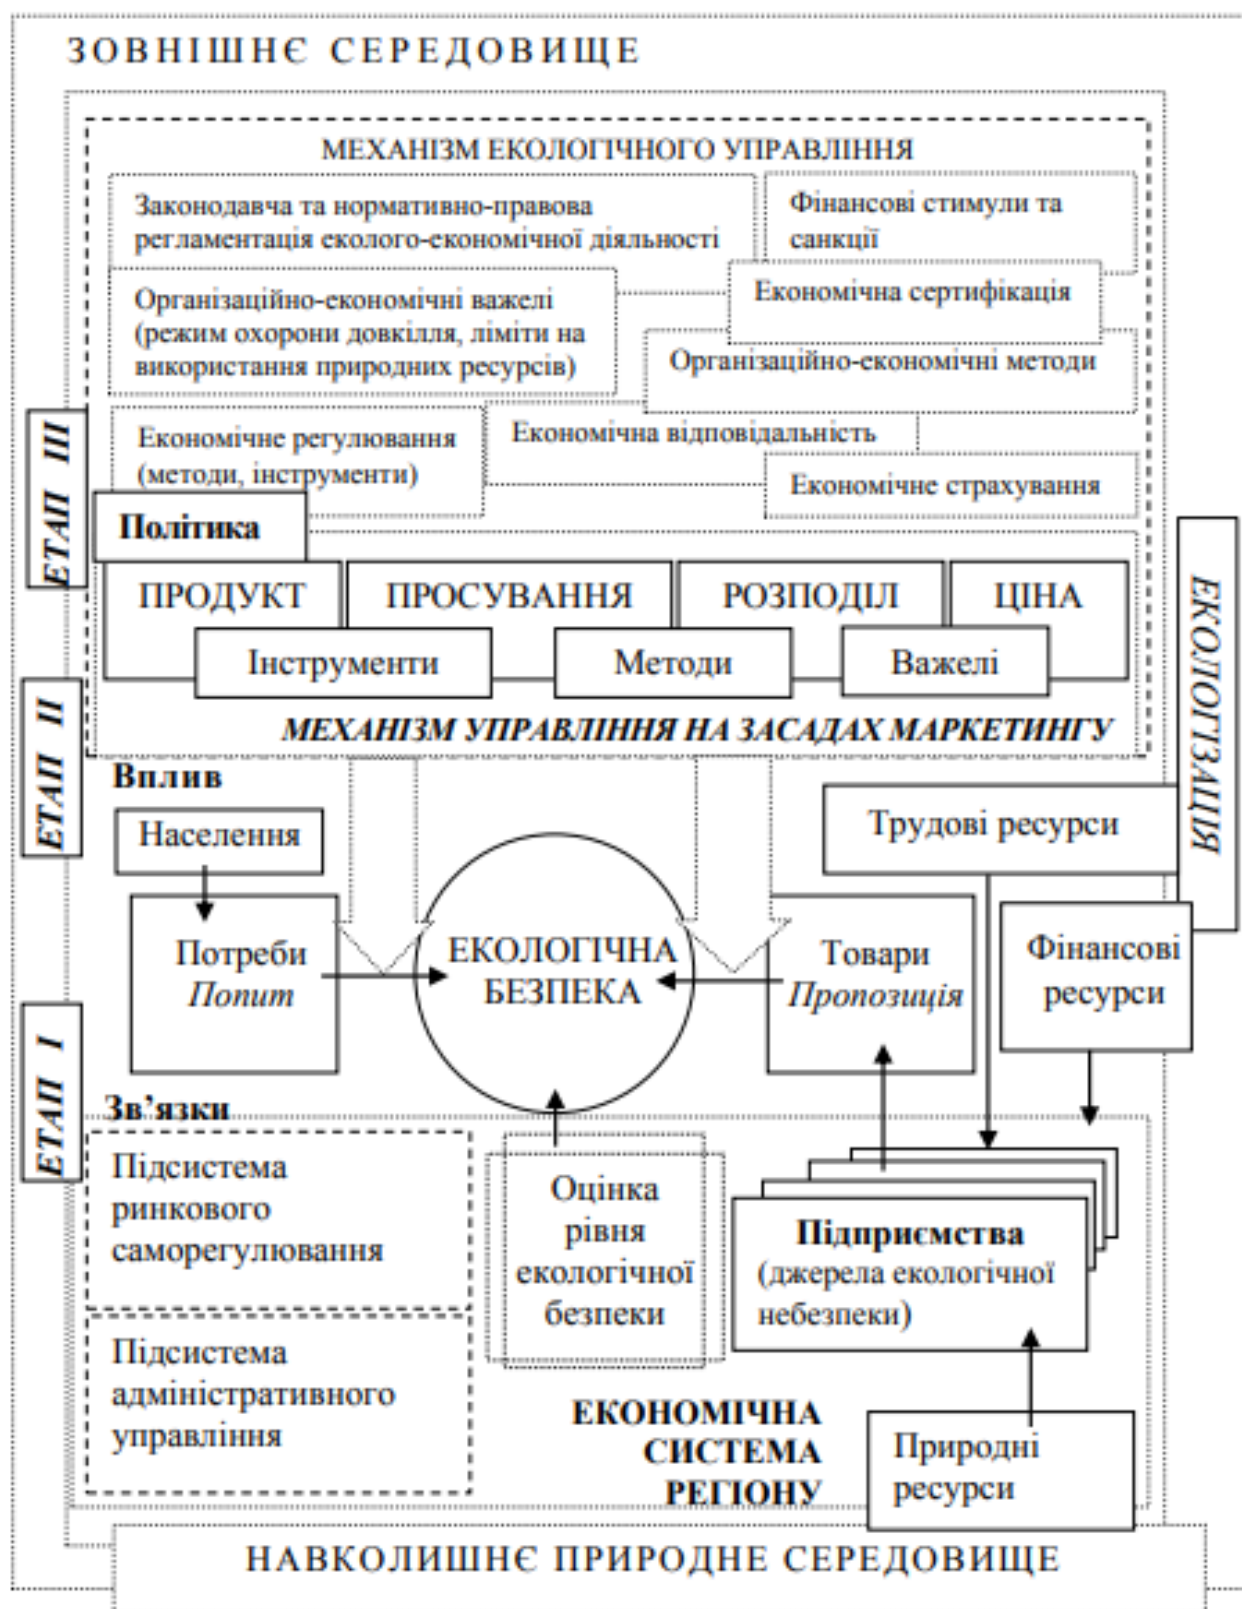 ЗОВНІШНЄ СЕРЕДОВИЩЕ
МЕХАНІЗМ ЕКОЛОГІЧНОГО УПРАВЛІННЯ
Законодавча та нормативно-правова
регламентація еколого-економічної діяльності
Фінансові стимули та
санкції
Організаційно-економічні важелі
(режим охорони довкілля, ліміти на
використання природних ресурсів)
Економічна сертифікація
Організаційно-економічні методи
Економічне регулювання
(методи, інструменти)
Економічна відповідальність
Економічне страхування
ЕТАП III
Політика
ПРОДУКТ
ПРОСУВАННЯ
РОЗПОДІЛ
ЦІНА
Інструменти
Методи
Важелі
МЕХАНІЗМ УПРАВЛІННЯ НА ЗАСАДАХ МАРКЕТИНГУ
ЕКОЛОГІЗАЦІЯ
ЕТАП II
Вплив
Населення
Трудові ресурси
Потреби
Попит
ЕКОЛОГІЧНА
БЕЗПЕКА
Товари
Пропозиція
Фінансові
ресурси
ЕТАП I
Зв’язки
Підсистема
ринкового
саморегулювання
Оцінка
рівня
екологічної
безпеки
Підприємства
(джерела екологічної
небезпеки)
Підсистема
адміністративного
управління
ЕКОНОМІЧНА
СИСТЕМА
РЕГІОНУ
Природні
ресурси
НАВКОЛИШНЄ ПРИРОДНЕ СЕРЕДОВИЩЕ